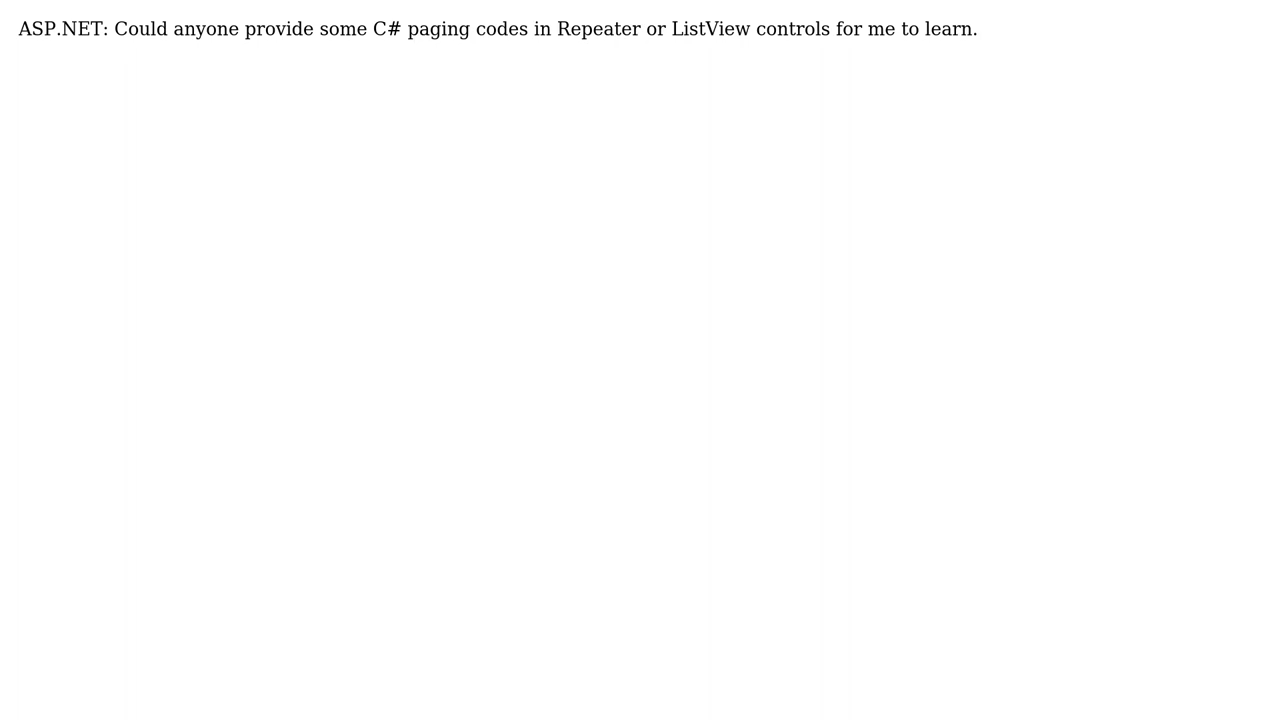 ASP.NET: Could anyone provide some C# paging codes in Repeater or ListView controls for me to learn.